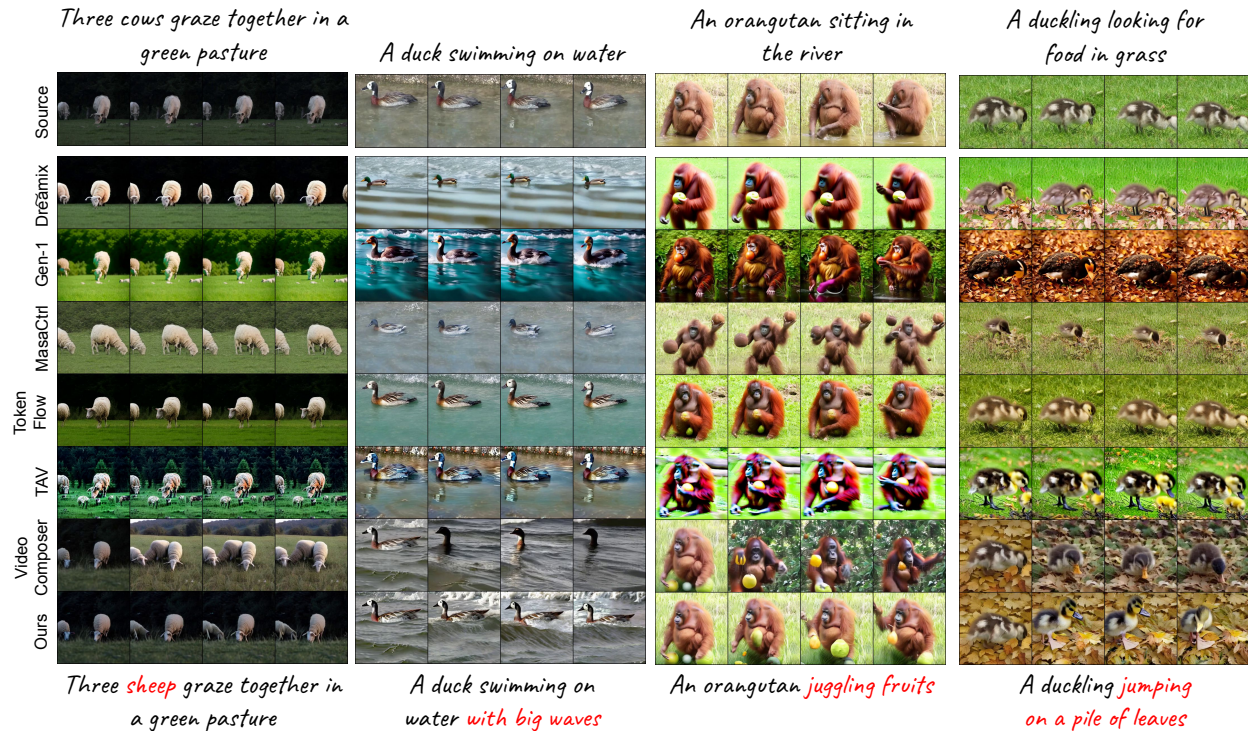 Three cows graze together in a
green pasture
A duck swimming on water
An orangutan sitting in
the river
A duckling looking for
food in grass
Source
Dreamix
Gen-1
MasaCtrl
Token
Flow
TAV
Video
Composer
Ours
Three sheep graze together in
a green pasture
A duck swimming on
water with big waves
An orangutan juggling fruits
A duckling jumping
on a pile of leaves